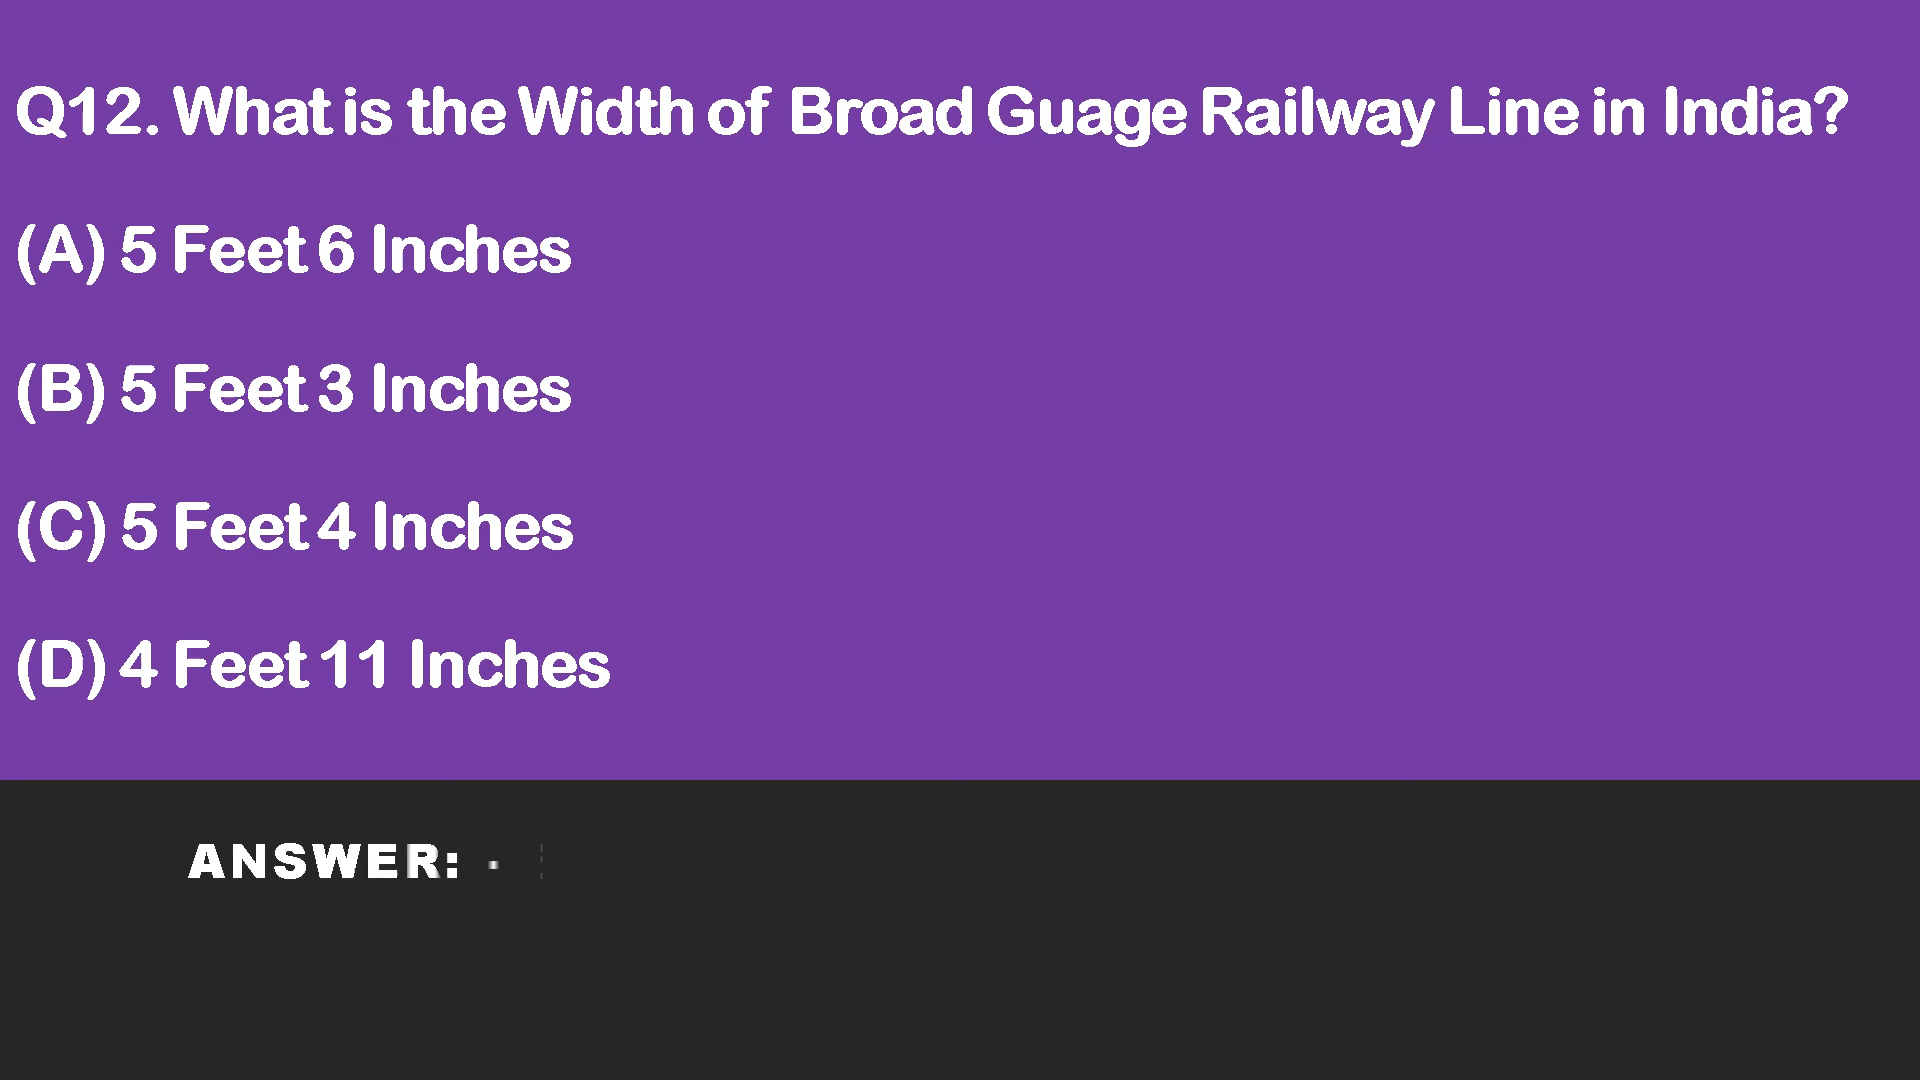 Q12. What is the Width of Broad Guage Railway Line in India?
(A) 5 Feet 6 Inches
(B) 5 Feet 3 Inches
(C) 5 Feet 4 Inches
(D) 4 Feet 11 Inches
ANSWER: